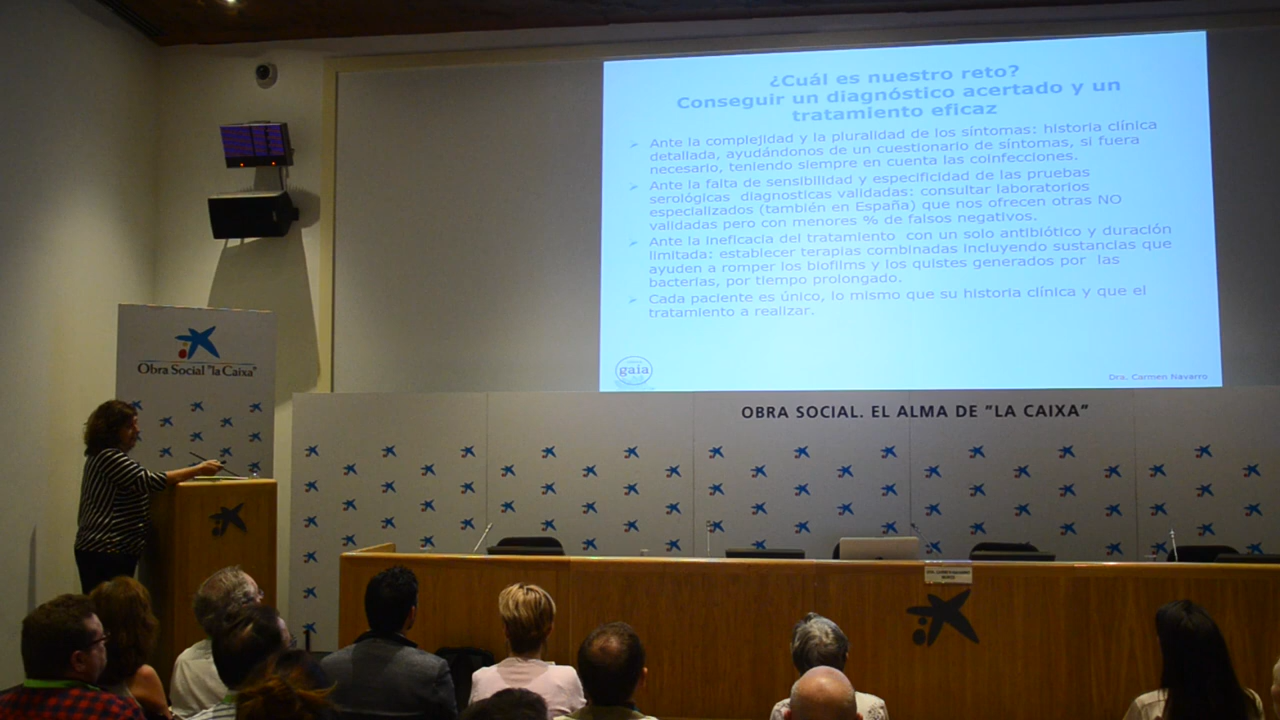 ¿Cuál es nuestro reto?
Conseguir un diagnóstico acertado y un
tratamiento eficaz
Ante la complejidad y la pluralidad de los síntomas: historia clínica
detallada, ayudándonos de un cuestionario de síntomas, si fuera
necesario, teniendo siempre en cuenta las coinfecciones.
Ante la falta de sensibilidad y especificidad de las pruebas
serológicas diagnosticas validadas: consultar laboratorios
especializados (también en España) que nos ofrecen otras NO
validadas pero con menores % de falsos negativos.
Ante la ineficacia del tratamiento con un solo antibiótico y duración
limitada: establecer terapias combinadas incluyendo sustancias que
ayuden a romper los biofilms y los quistes generados por las
bacterias, por tiempo prolongado.
Cada paciente es único, lo mismo que su historia clínica y que el
tratamiento a realizar.
gaia
Dra. Carmen Navarro
Obra Social "la Caixa"
OBRA SOCIAL. EL ALMA DE "LA CAIXA"